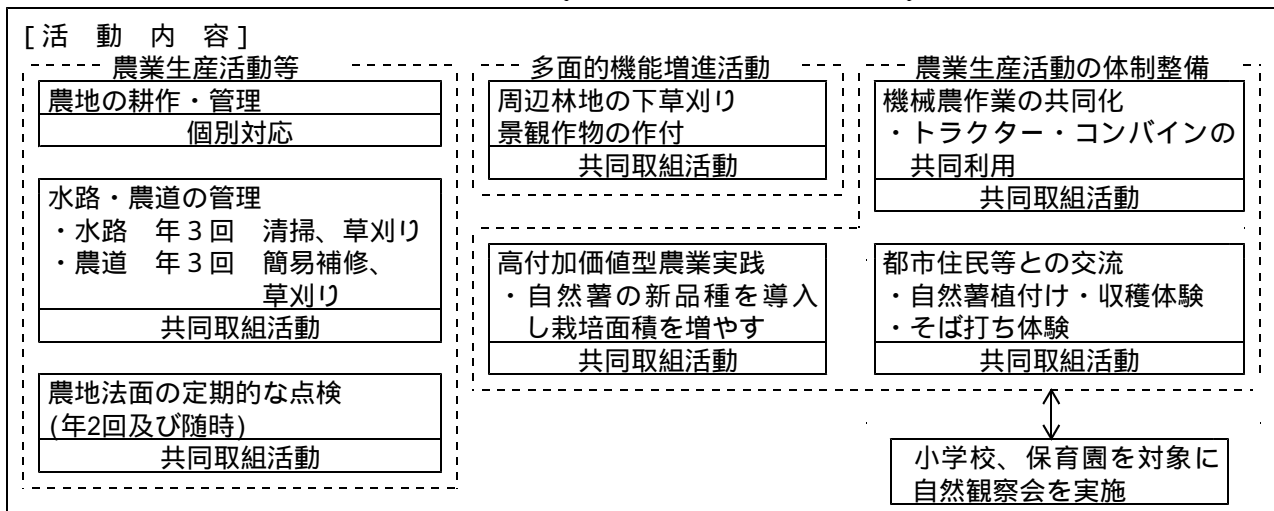 [活　動　内　容]
農業生産活動等
農地の耕作・管理
個別対応
水路・農道の管理
・水路　年３回　清掃、草刈り
・農道　年３回　簡易補修、
草刈り
共同取組活動
農地法面の定期的な点検
(年2回及び随時)
共同取組活動
多面的機能増進活動
周辺林地の下草刈り
景観作物の作付
共同取組活動
農業生産活動の体制整備
機械農作業の共同化
・トラクター・コンバインの
共同利用
共同取組活動
高付加価値型農業実践
・自然薯の新品種を導入
し栽培面積を増やす
共同取組活動
都市住民等との交流
・自然薯植付け・収穫体験
・そば打ち体験
共同取組活動
小学校、保育園を対象に
自然観察会を実施